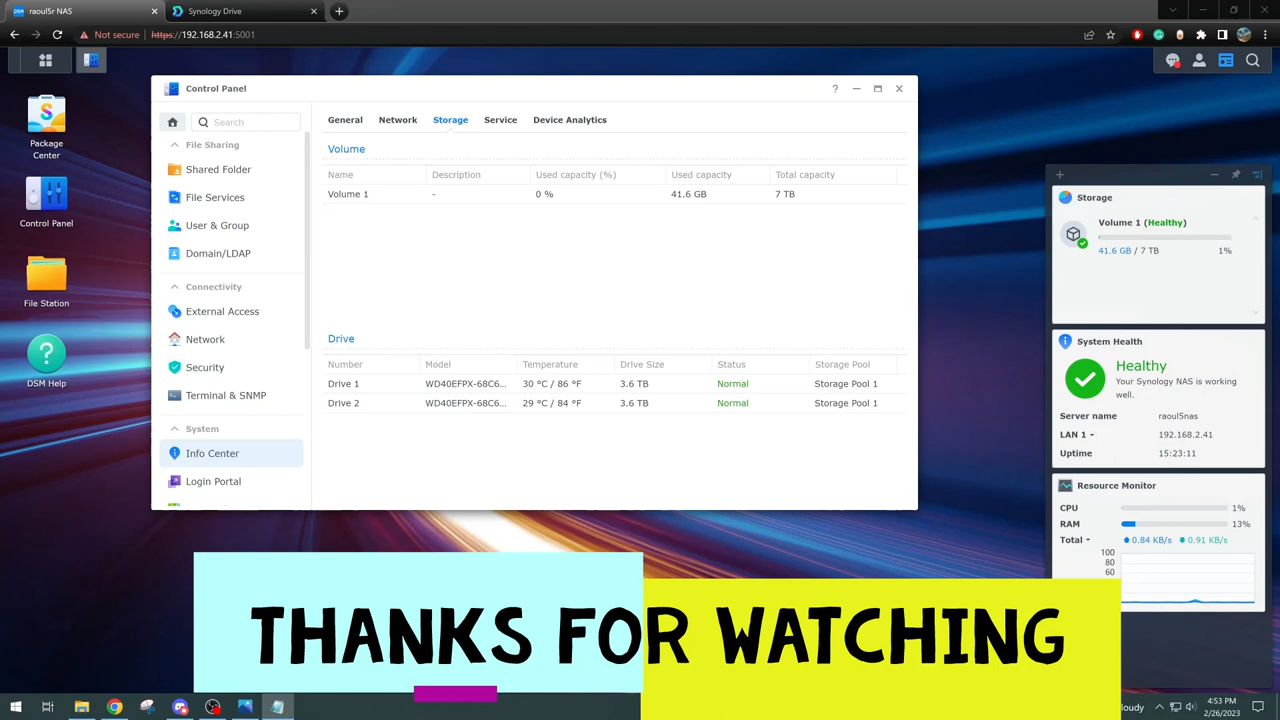 raoul5r NAS
Synology Drive
Not secure https://192.168.2.41:5001
Package
Center
Control Panel
File Station
DSM Help
Control Panel
Search
File Sharing
Shared Folder
File Services
User & Group
Domain/LDAP
Connectivity
External Access
Network
Security
Terminal & SNMP
System
Info Center
Login Portal
General Network Storage Service Device Analytics
Volume
Name Description Used capacity (%) Used capacity Total capacity
Volume 1 - 0 % 41.6 GB 7 TB
Drive
Number Model Temperature Drive Size Status Storage Pool
Drive 1 WD40EFPX-68C6... 30 °C / 86 °F 3.6 TB Normal Storage Pool 1
Drive 2 WD40EFPX-68C6... 29 °C / 84 °F 3.6 TB Normal Storage Pool 1
Storage
Volume 1 (Healthy)
41.6 GB / 7 TB 1%
System Health
Healthy
Your Synology NAS is working
well.
Server name raoul5nas
LAN 1 192.168.2.41
Uptime 15:23:11
Resource Monitor
CPU 1%
RAM 13%
Total 0.84 KB/s 0.91 KB/s
100
80
60
THANKS FOR WATCHING
loudy
4:53 PM
2/26/2023